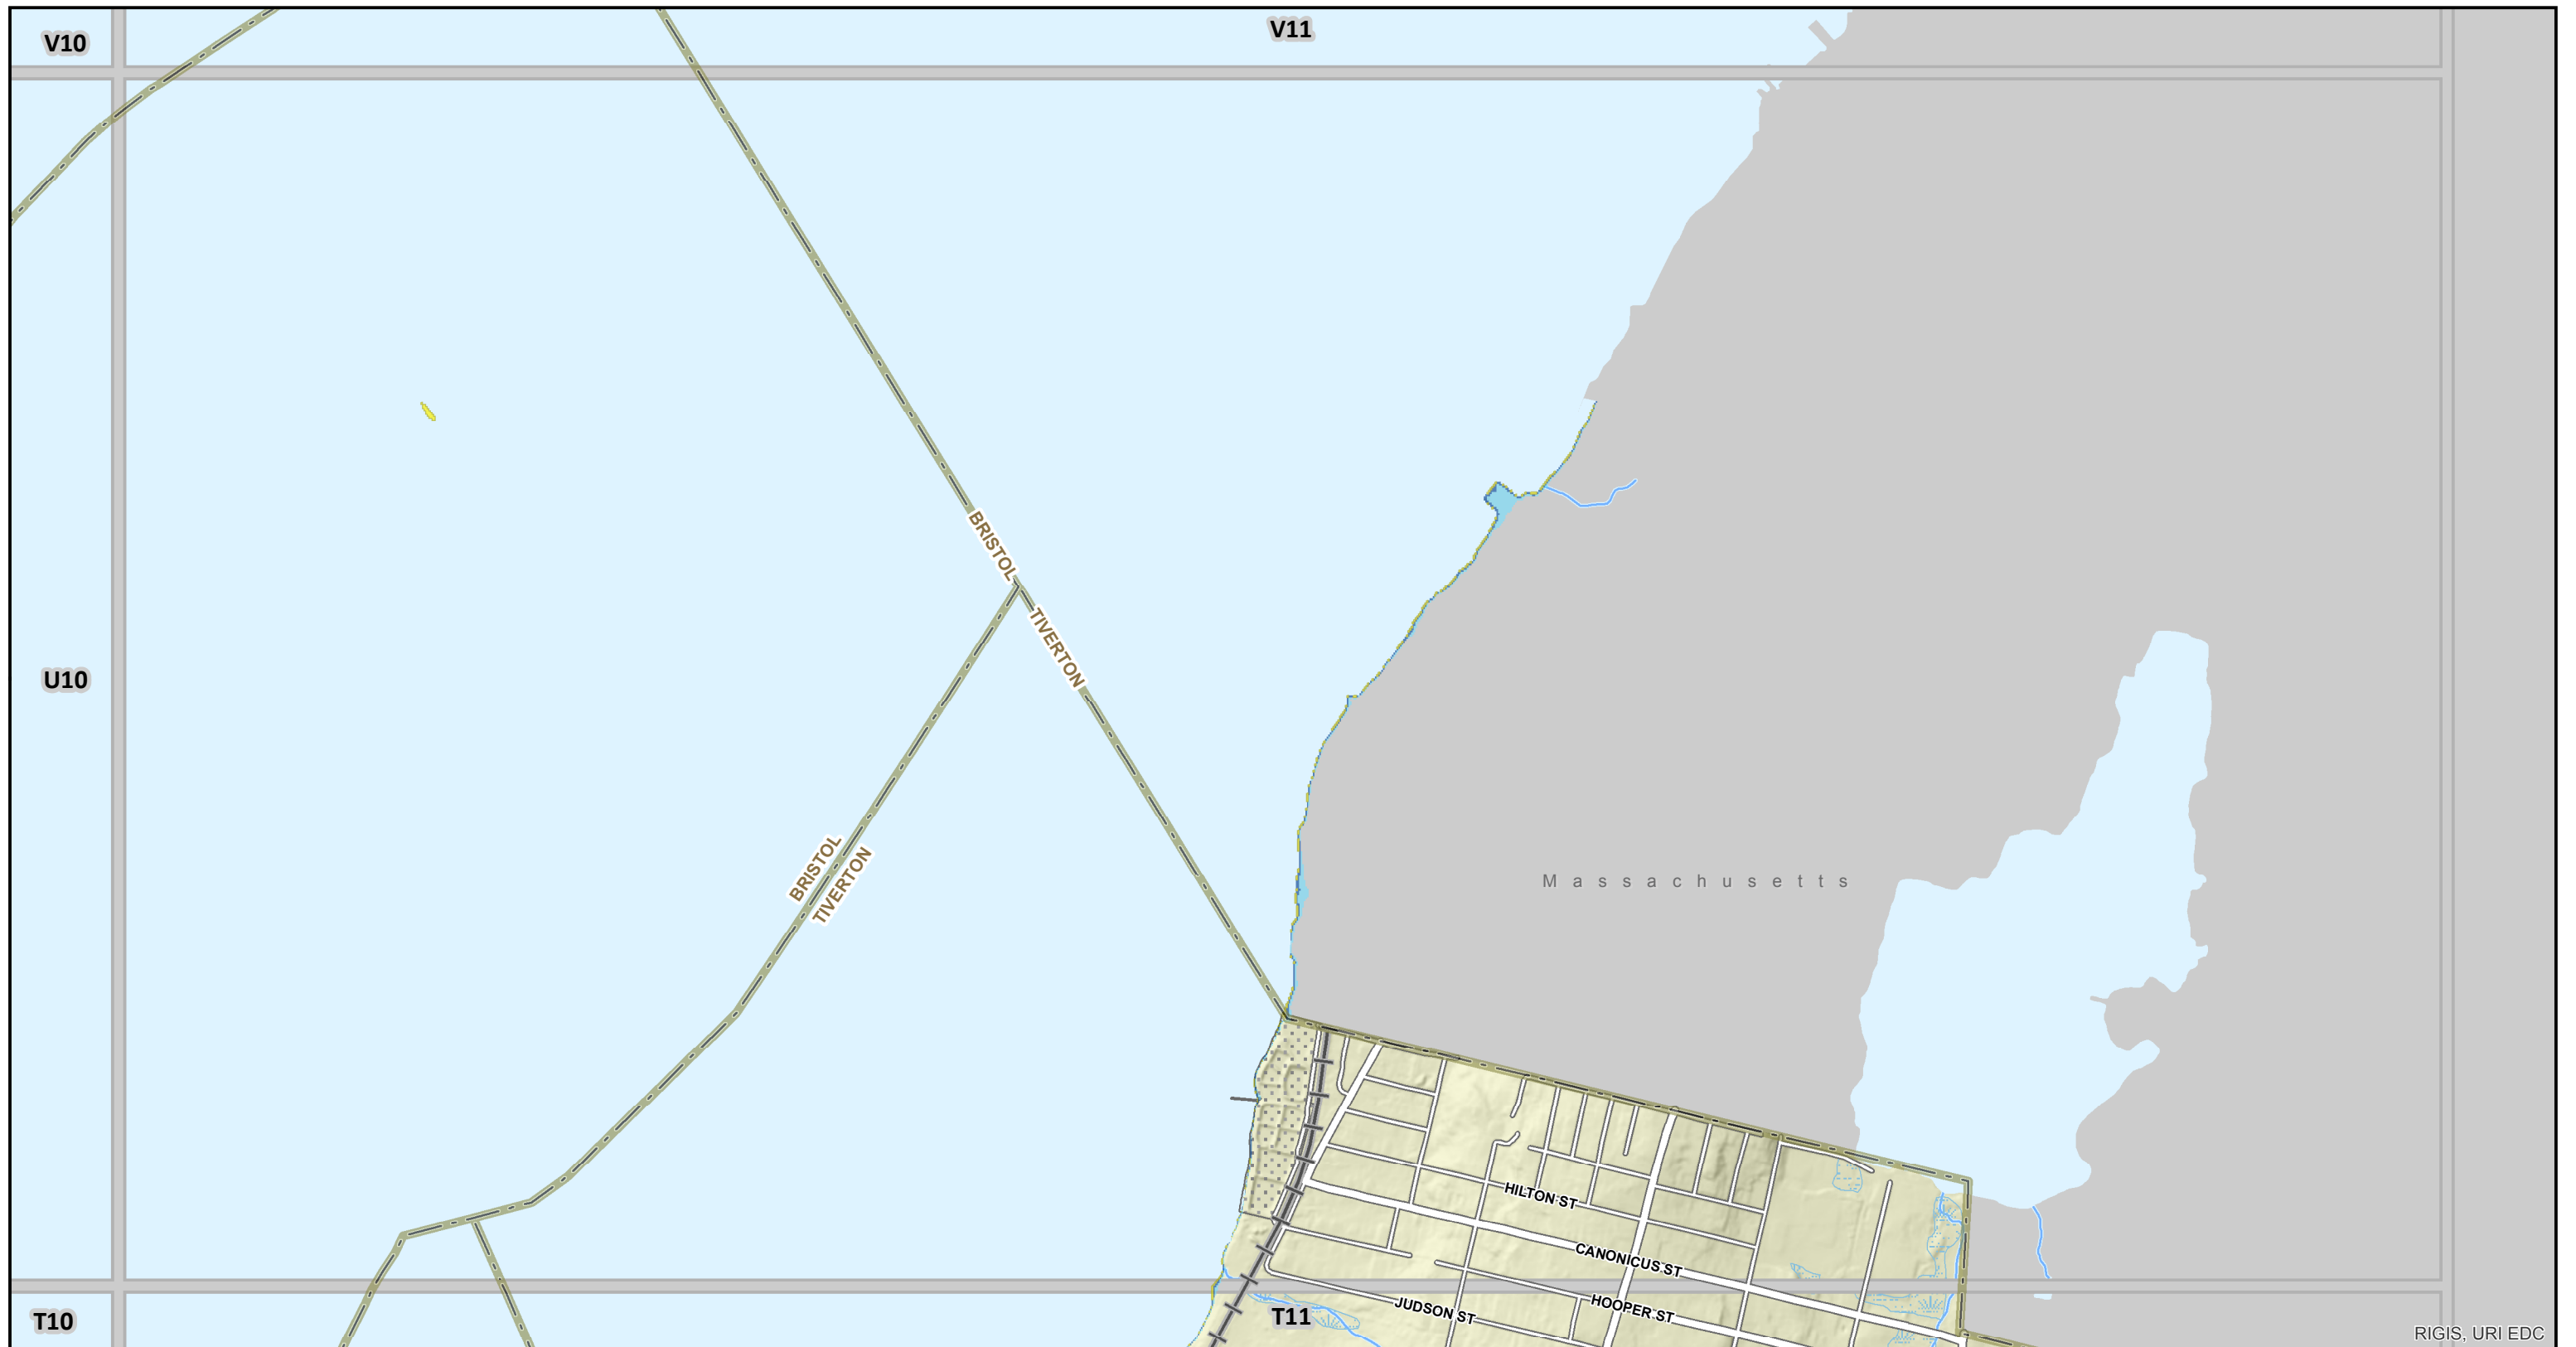 V10
V11
BRISTOL
TIVERTON
U10
BRISTOL
TIVERTON
Massachusetts
HILTON ST
CANONICUS ST
HOOPER ST
JUDSON ST
T10
T11
RIGIS, URI EDC